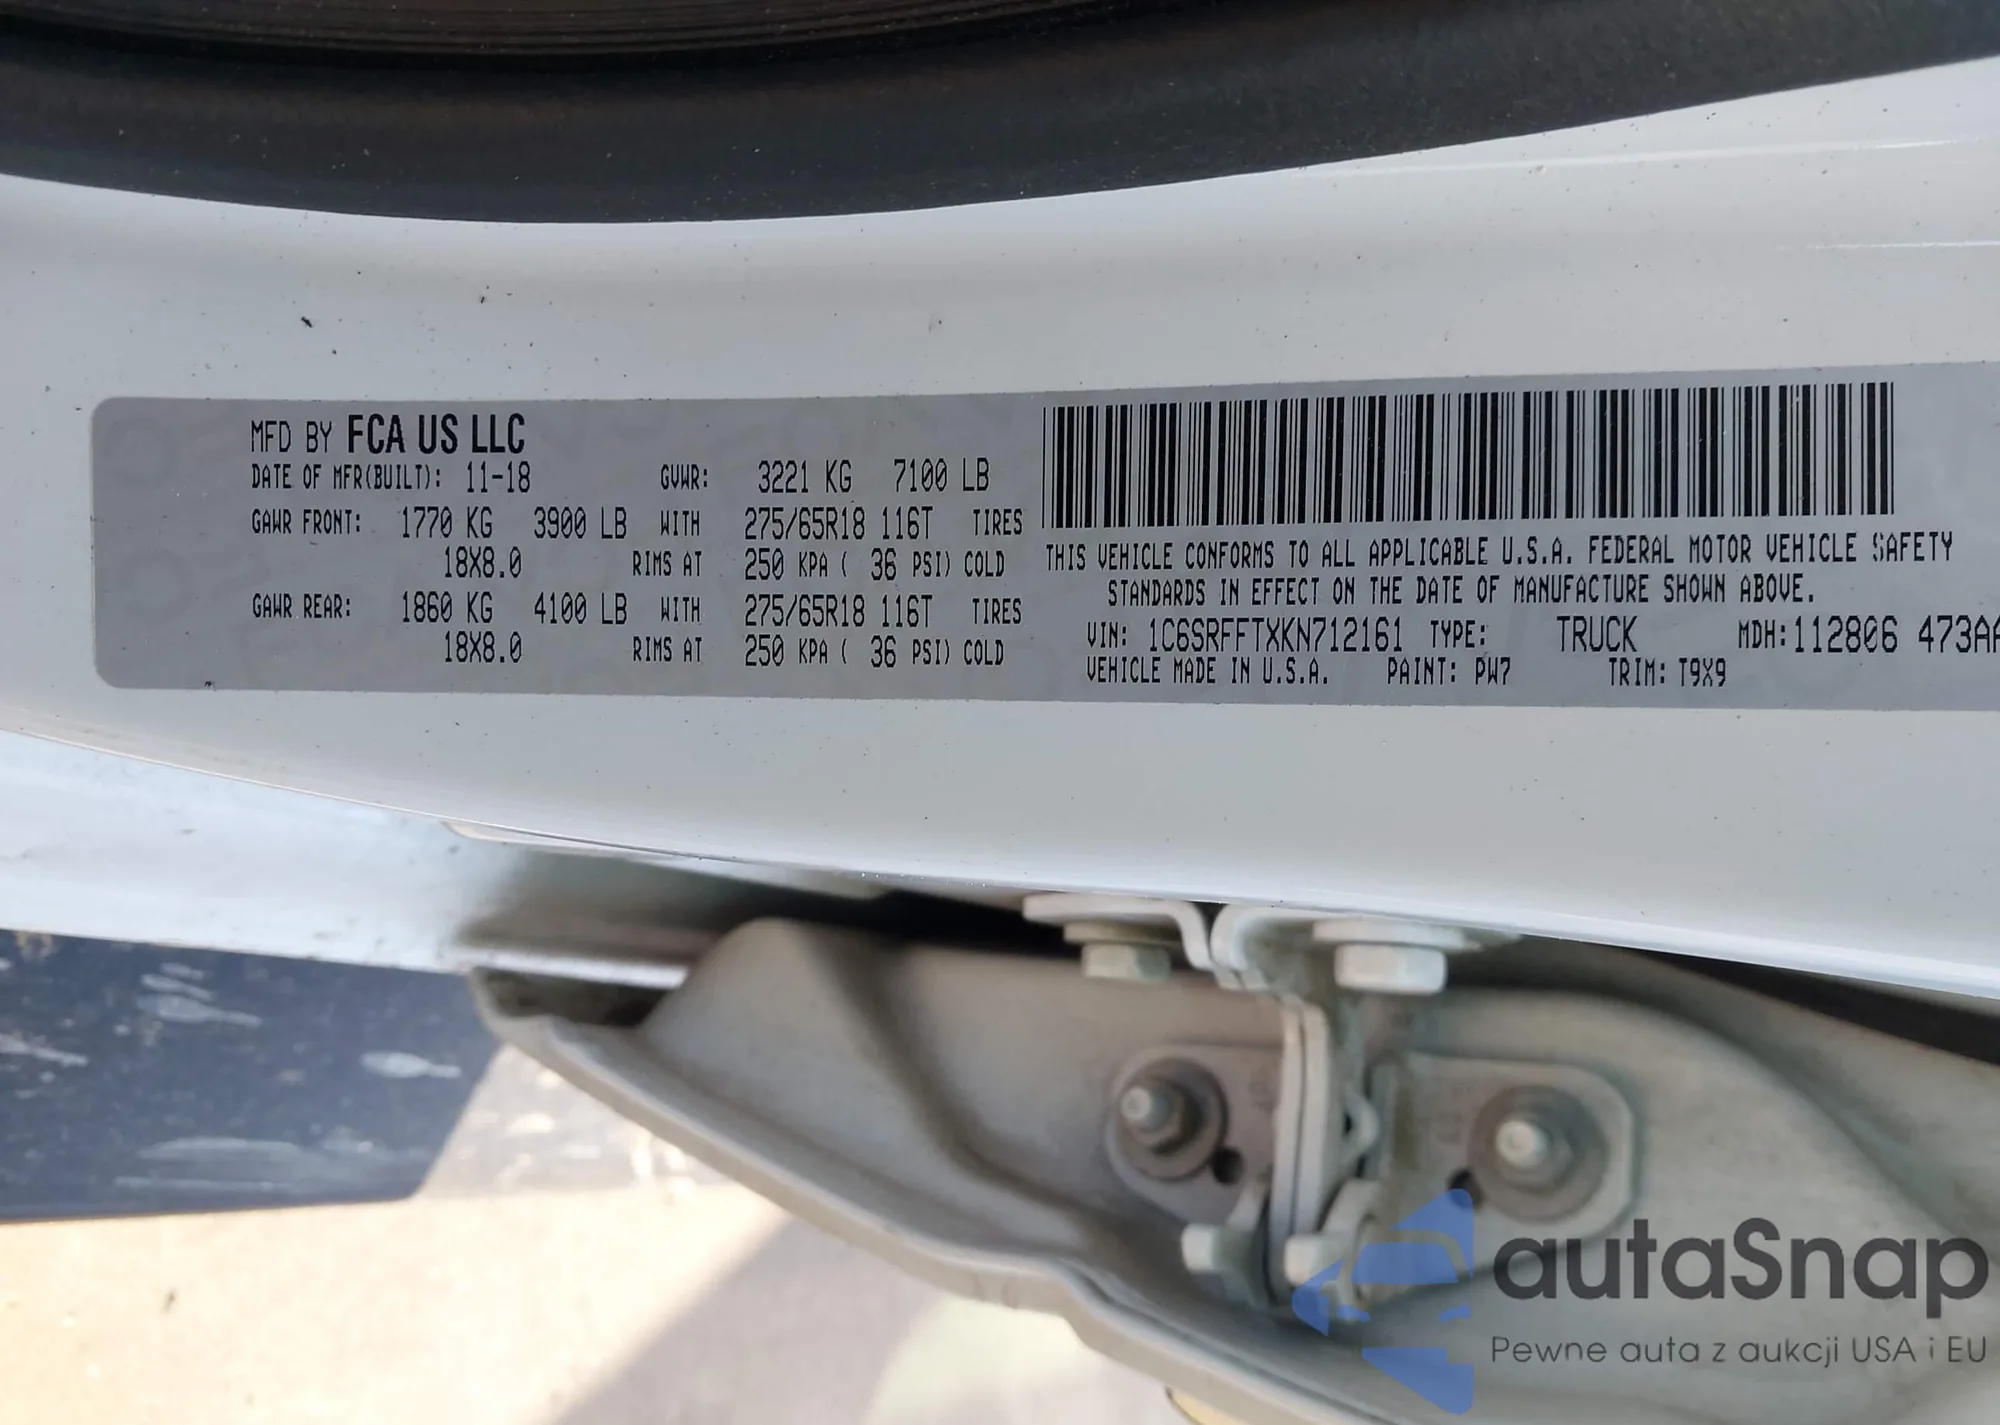 MFD BY FCA US LLC
DATE OF MFR(BUILT): 11-18 GVWR: 3221 KG 7100 LB
GAWR FRONT: 1770 KG 3900 LB WITH 275/65R18 116T TIRES
18X8.0 RIMS AT 250 KPA ( 36 PSI) COLD
GAWR REAR: 1860 KG 4100 LB WITH 275/65R18 116T TIRES
18X8.0 RIMS AT 250 KPA ( 36 PSI) COLD
THIS VEHICLE CONFORMS TO ALL APPLICABLE U.S.A. FEDERAL MOTOR VEHICLE SAFETY
STANDARDS IN EFFECT ON THE DATE OF MANUFACTURE SHOWN ABOVE.
VIN: 1C6SRFFTXKN712161 TYPE: TRUCK MDH: 112806 473AA
VEHICLE MADE IN U.S.A. PAINT: PW7 TRIM: T9X9
autaSnap
Pewne auta z aukcji USA i EU